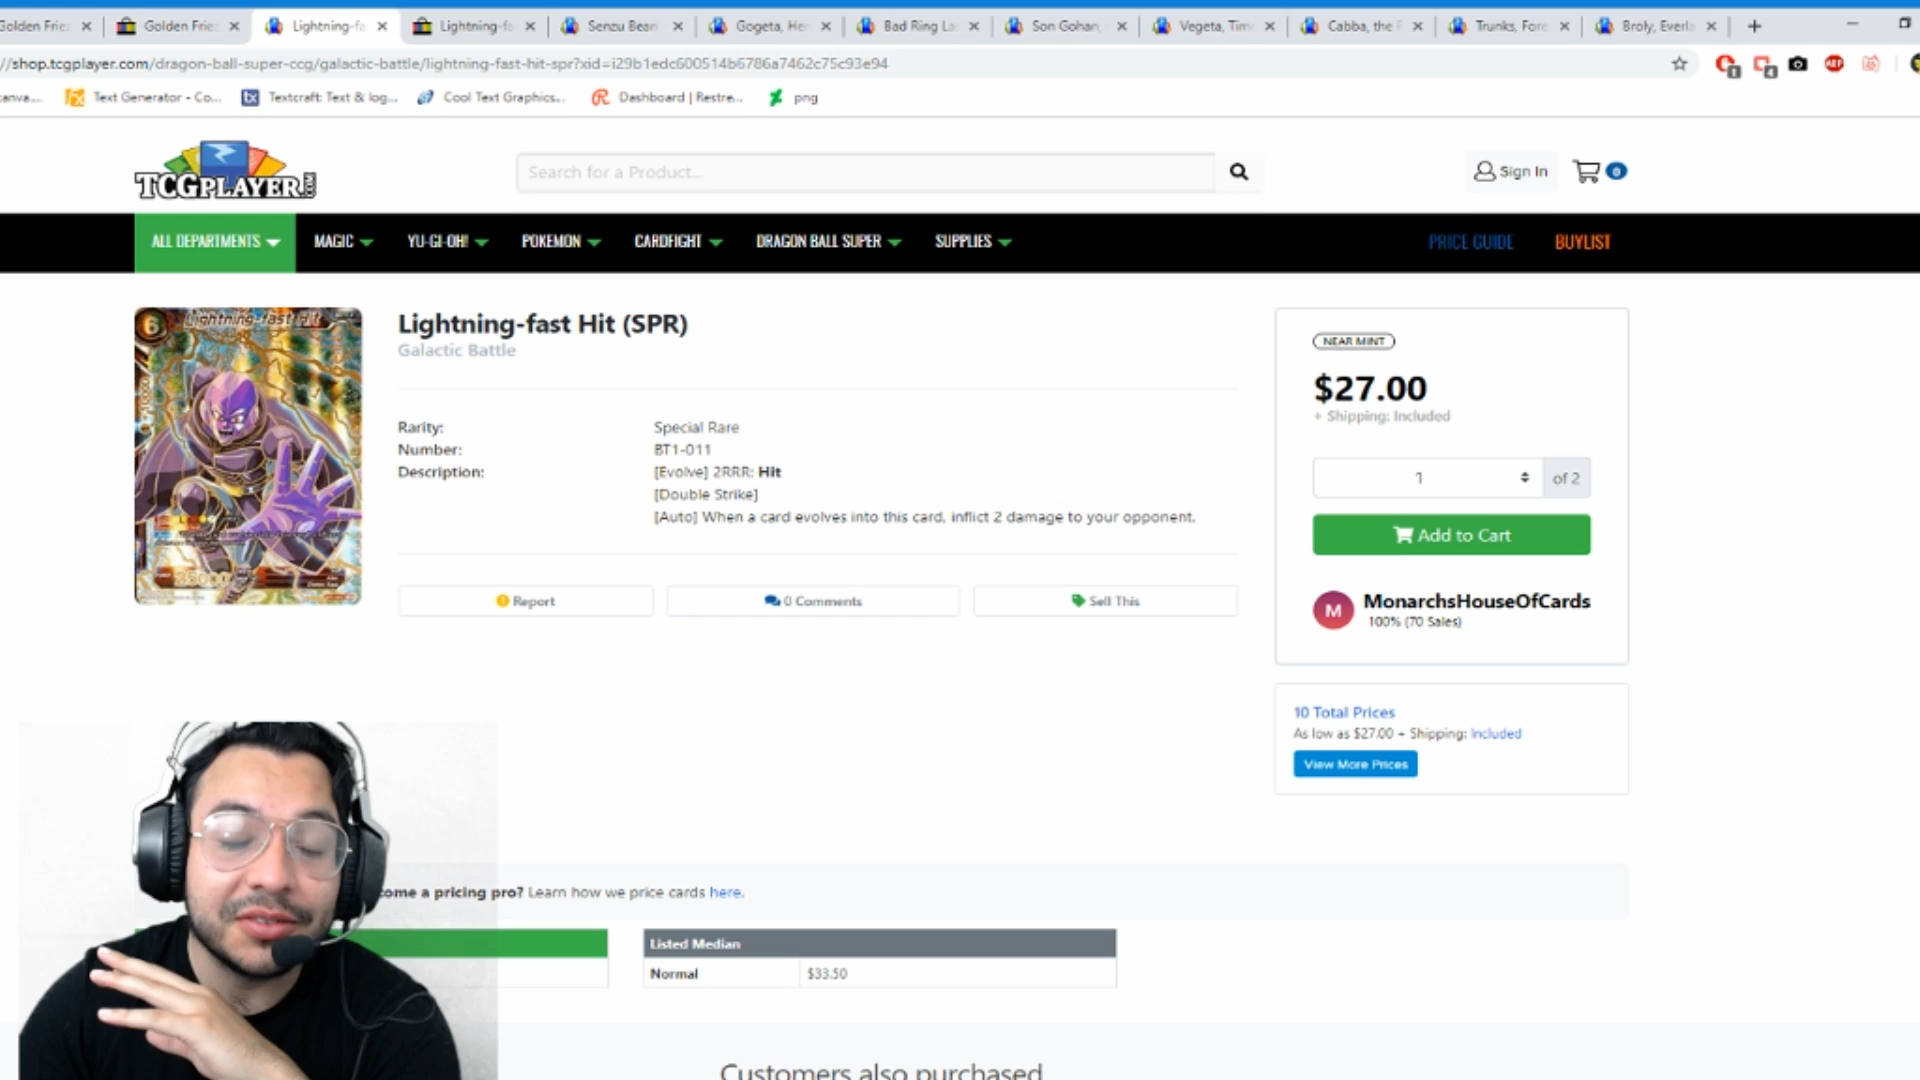 Golden Friez
Golden Friez
Lightning-fa
Lightning-fa
Senzu Bean
Gogeta, Her
Bad Ring La
Son Gohan,
Vegeta, Tim
Cabba, the
Trunks, Fore
Broly, Everla
//shop.tcgplayer.com/dragon-ball-super-ccg/galactic-battle/lightning-fast-hit-spr?xid=i29b1edc600514b6786a7462c75c93e94
anva....
Text Generator - Co...
Textcraft: Text & log...
Cool Text Graphics...
Dashboard | Restre...
png
TCGPLAYER.COM
Search for a Product...
Sign In
0
ALL DEPARTMENTS
MAGIC
YU-GI-OH!
POKEMON
CARDFIGHT
DRAGON BALL SUPER
SUPPLIES
PRICE GUIDE
BUYLIST
6
Lightning-fast Hit
Lightning-fast Hit (SPR)
Galactic Battle
Rarity: Special Rare
Number: BT1-011
Description: [Evolve] 2RRR: Hit
[Double Strike]
[Auto] When a card evolves into this card, inflict 2 damage to your opponent.
Report
0 Comments
Sell This
NEAR MINT
$27.00
+ Shipping: Included
1 of 2
Add to Cart
M
MonarchsHouseOfCards
100% (70 Sales)
10 Total Prices
As low as $27.00 + Shipping: Included
View More Prices
come a pricing pro? Learn how we price cards here.
Listed Median
Normal $33.50
Customers also purchased